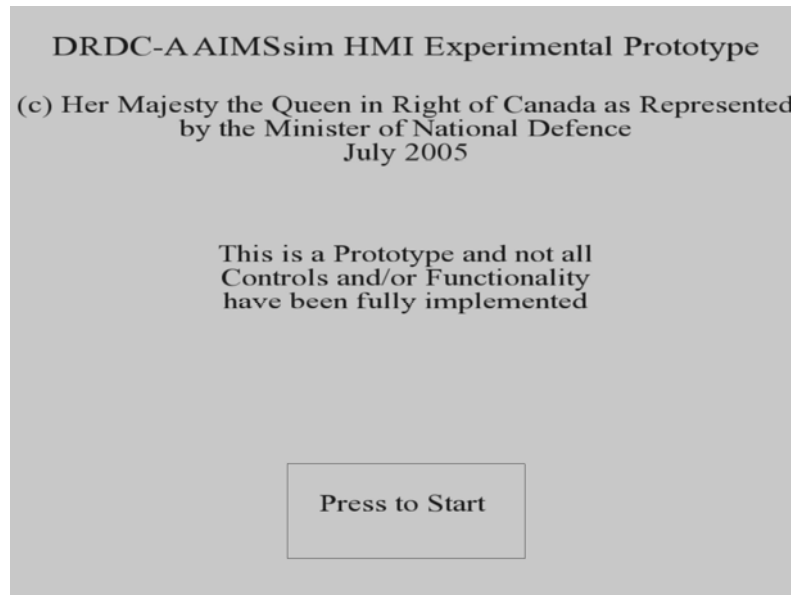 DRDC-A AIMSsim HMI Experimental Prototype
(c) Her Majesty the Queen in Right of Canada as Represented
by the Minister of National Defence
July 2005
This is a Prototype and not all
Controls and/or Functionality
have been fully implemented
Press to Start